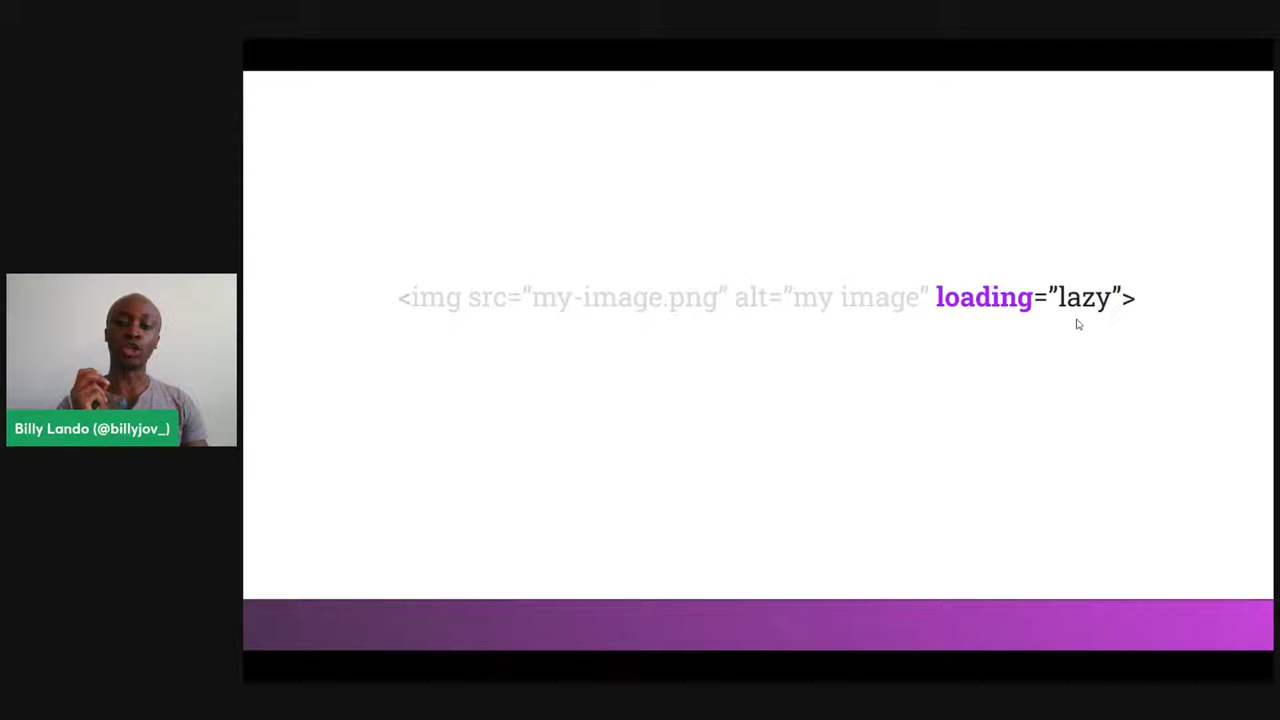 <img src=”my-image.png” alt=”my image” loading=”lazy”>
Billy Lando (@billyjov_)